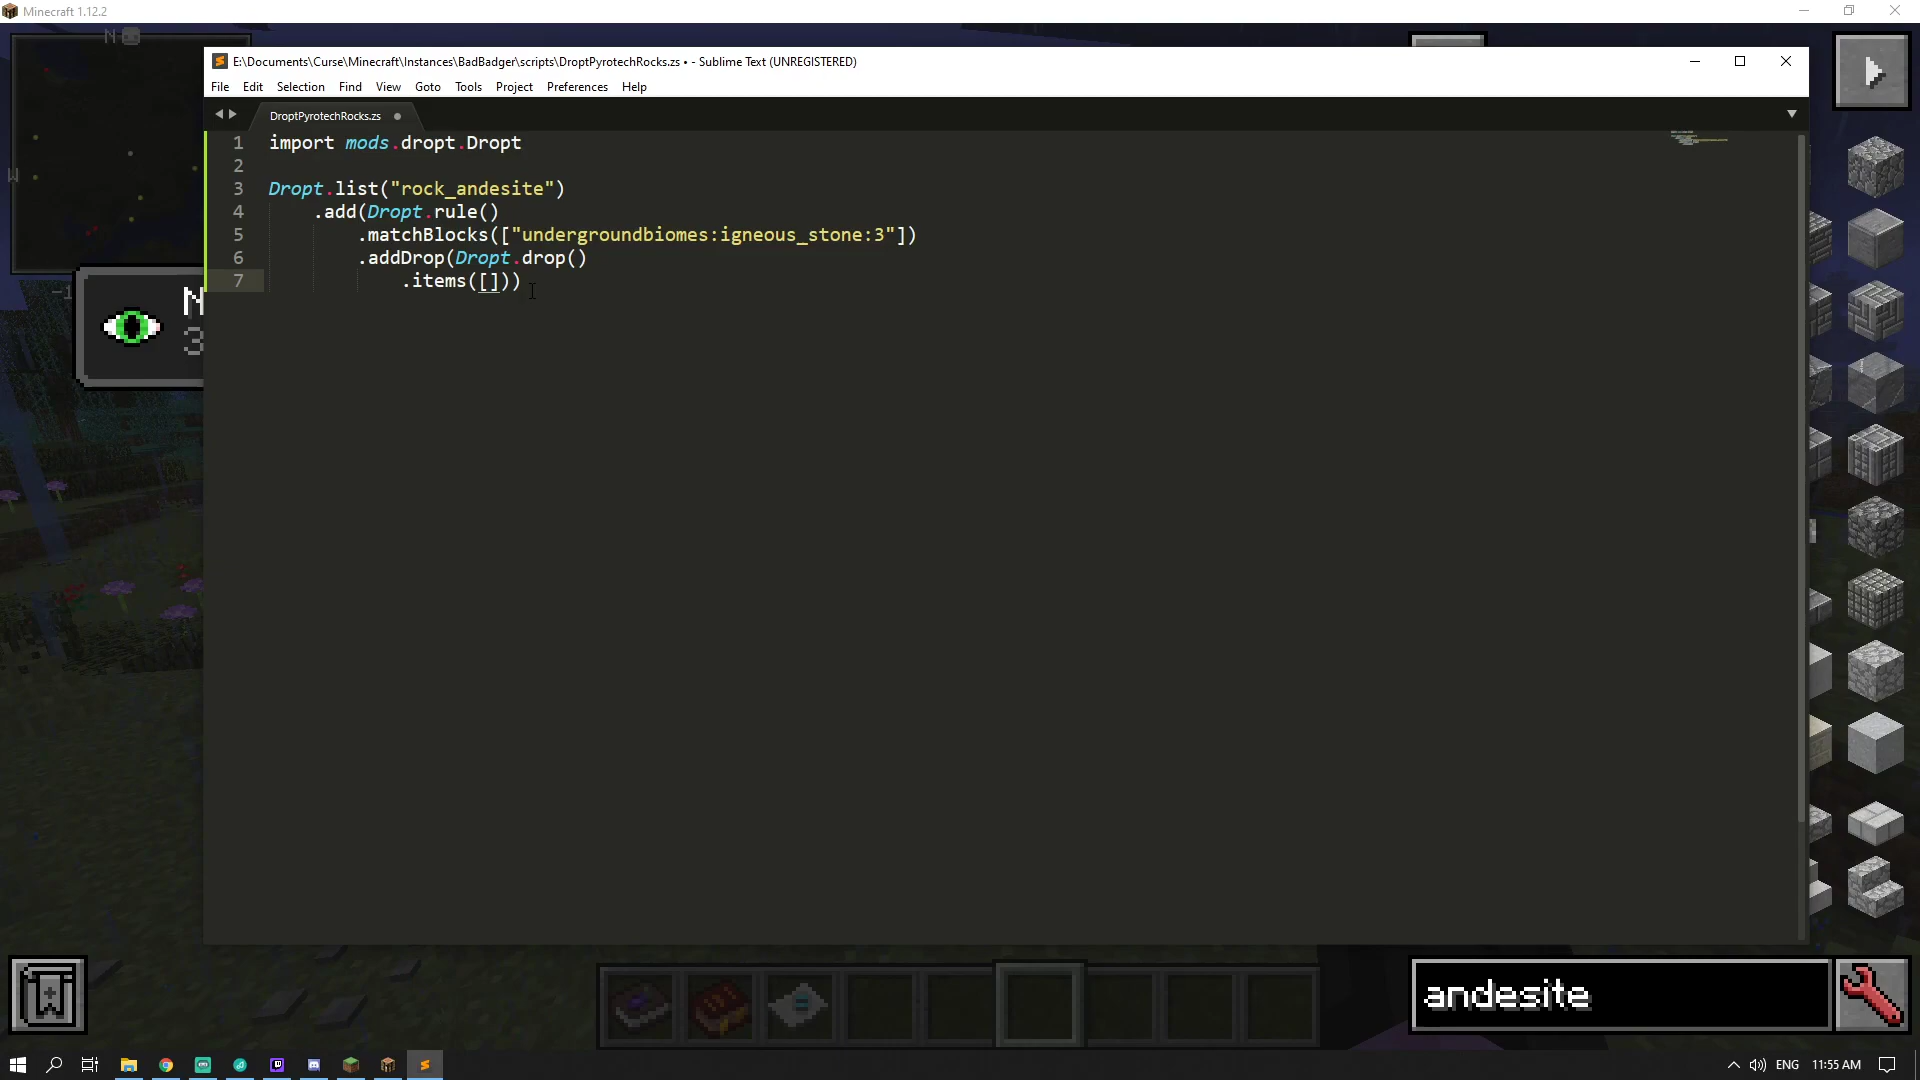 Minecraft 1.12.2
N
W
E:\Documents\Curse\Minecraft\Instances\BadBadger\scripts\DroptPyrotechRocks.zs • - Sublime Text (UNREGISTERED)
File Edit Selection Find View Goto Tools Project Preferences Help
DroptPyrotechRocks.zs
1 import mods.dropt.Dropt
2
3 Dropt.list("rock_andesite")
4 .add(Dropt.rule()
5 .matchBlocks(["undergroundbiomes:igneous_stone:3"])
6 .addDrop(Dropt.drop()
7 .items([]))
-1
N
3
andesite
ENG 11:55 AM